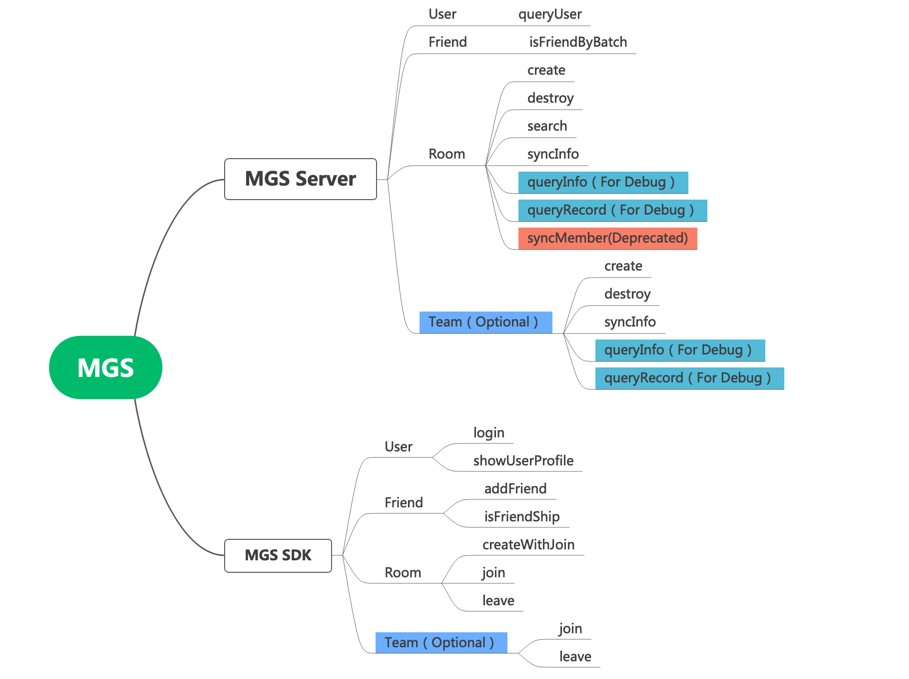 MGS
MGS Server
User
queryUser
Friend
isFriendByBatch
Room
create
destroy
search
syncInfo
queryInfo ( For Debug )
queryRecord ( For Debug )
syncMember(Deprecated)
Team ( Optional )
create
destroy
syncInfo
queryInfo ( For Debug )
queryRecord ( For Debug )
MGS SDK
User
login
showUserProfile
Friend
addFriend
isFriendShip
Room
createWithJoin
join
leave
Team ( Optional )
join
leave